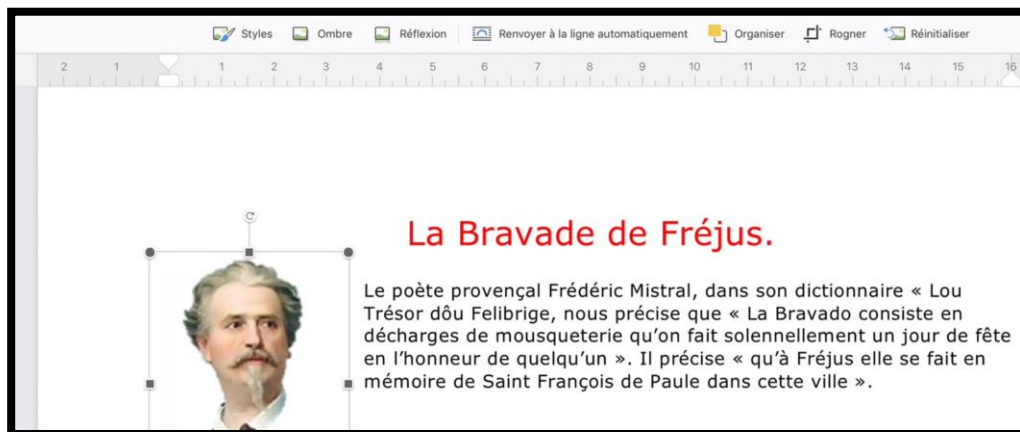 Styles Ombre Réflexion Renvoyer à la ligne automatiquement Organiser Rogner Réinitialiser
2 1 1 2 3 4 5 6 7 8 9 10 11 12 13 14 15 16
La Bravade de Fréjus.
Le poète provençal Frédéric Mistral, dans son dictionnaire « Lou
Trésor dôu Felibrige, nous précise que « La Bravado consiste en
décharges de mousqueterie qu’on fait solennellement un jour de fête
en l’honneur de quelqu’un ». Il précise « qu’à Fréjus elle se fait en
mémoire de Saint François de Paule dans cette ville ».